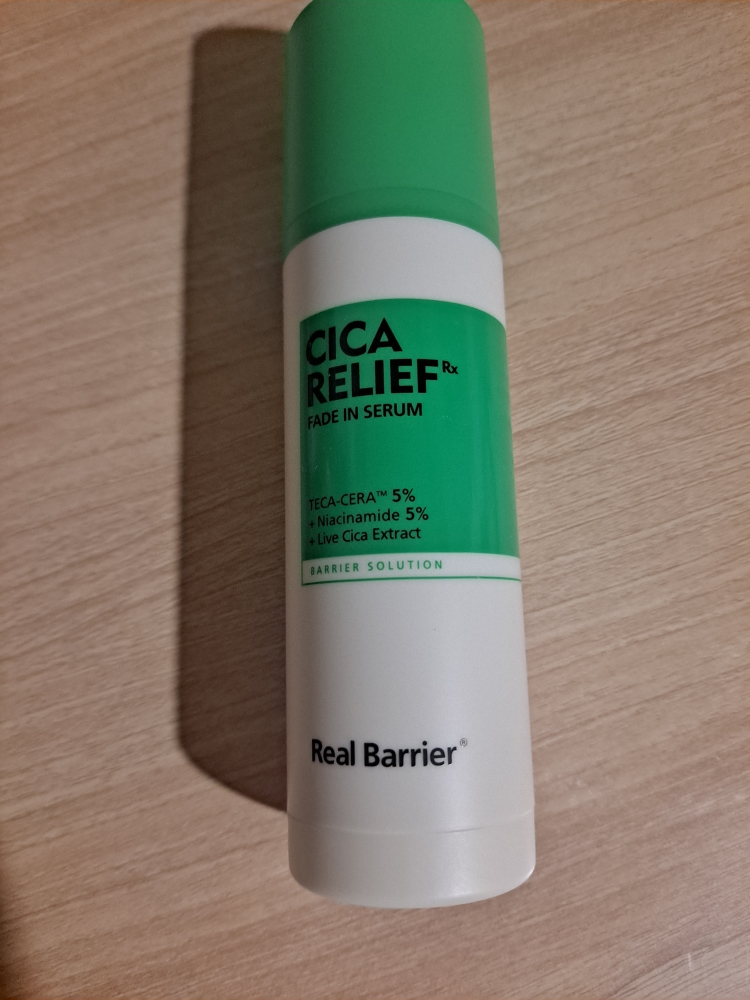 CICA
RELIEF Rx
FADE IN SERUM
TECA-CERA™ 5%
+ Niacinamide 5%
+ Live Cica Extract
BARRIER SOLUTION
Real Barrier®